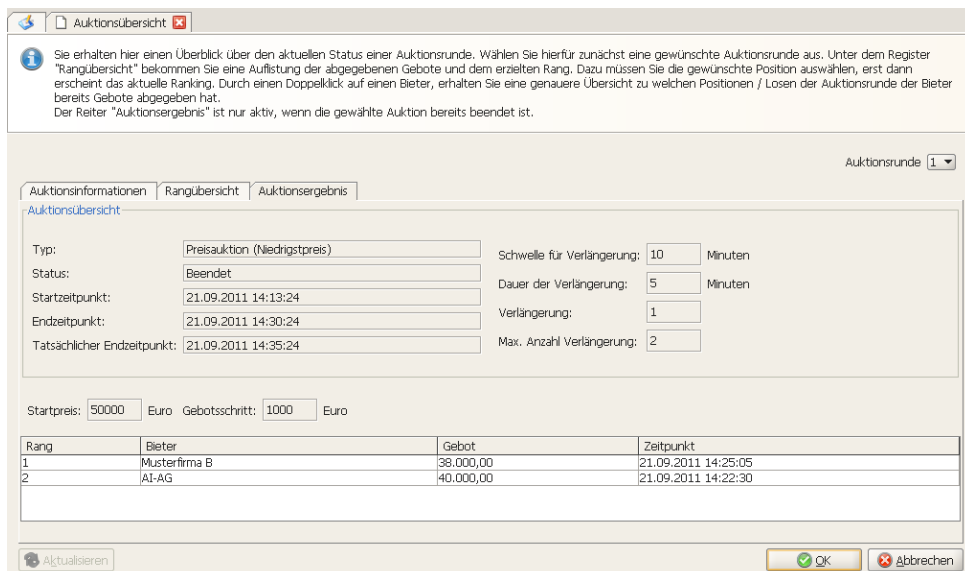 Auktionsübersicht
Sie erhalten hier einen Überblick über den aktuellen Status einer Auktionsrunde. Wählen Sie hierfür zunächst eine gewünschte Auktionsrunde aus. Unter dem Register
"Rangübersicht" bekommen Sie eine Auflistung der abgegebenen Gebote und dem erzielten Rang. Dazu müssen Sie die gewünschte Position auswählen, erst dann
erscheint das aktuelle Ranking. Durch einen Doppelklick auf einen Bieter, erhalten Sie eine genauere Übersicht zu welchen Positionen / Losen der Auktionsrunde der Bieter
bereits Gebote abgegeben hat.
Der Reiter "Auktionsergebnis" ist nur aktiv, wenn die gewählte Auktion bereits beendet ist.
Auktionsrunde 1
Auktionsinformationen Rangübersicht Auktionsergebnis
Auktionsübersicht
Typ: Preisauktion (Niedrigstpreis)
Status: Beendet
Startzeitpunkt: 21.09.2011 14:13:24
Endzeitpunkt: 21.09.2011 14:30:24
Tatsächlicher Endzeitpunkt: 21.09.2011 14:35:24
Schwelle für Verlängerung: 10 Minuten
Dauer der Verlängerung: 5 Minuten
Verlängerung: 1
Max. Anzahl Verlängerung: 2
Startpreis: 50000 Euro Gebotsschritt: 1000 Euro
Rang Bieter Gebot Zeitpunkt
1 Musterfirma B 38.000,00 21.09.2011 14:25:05
2 AI-AG 40.000,00 21.09.2011 14:22:30
Aktualisieren OK Abbrechen